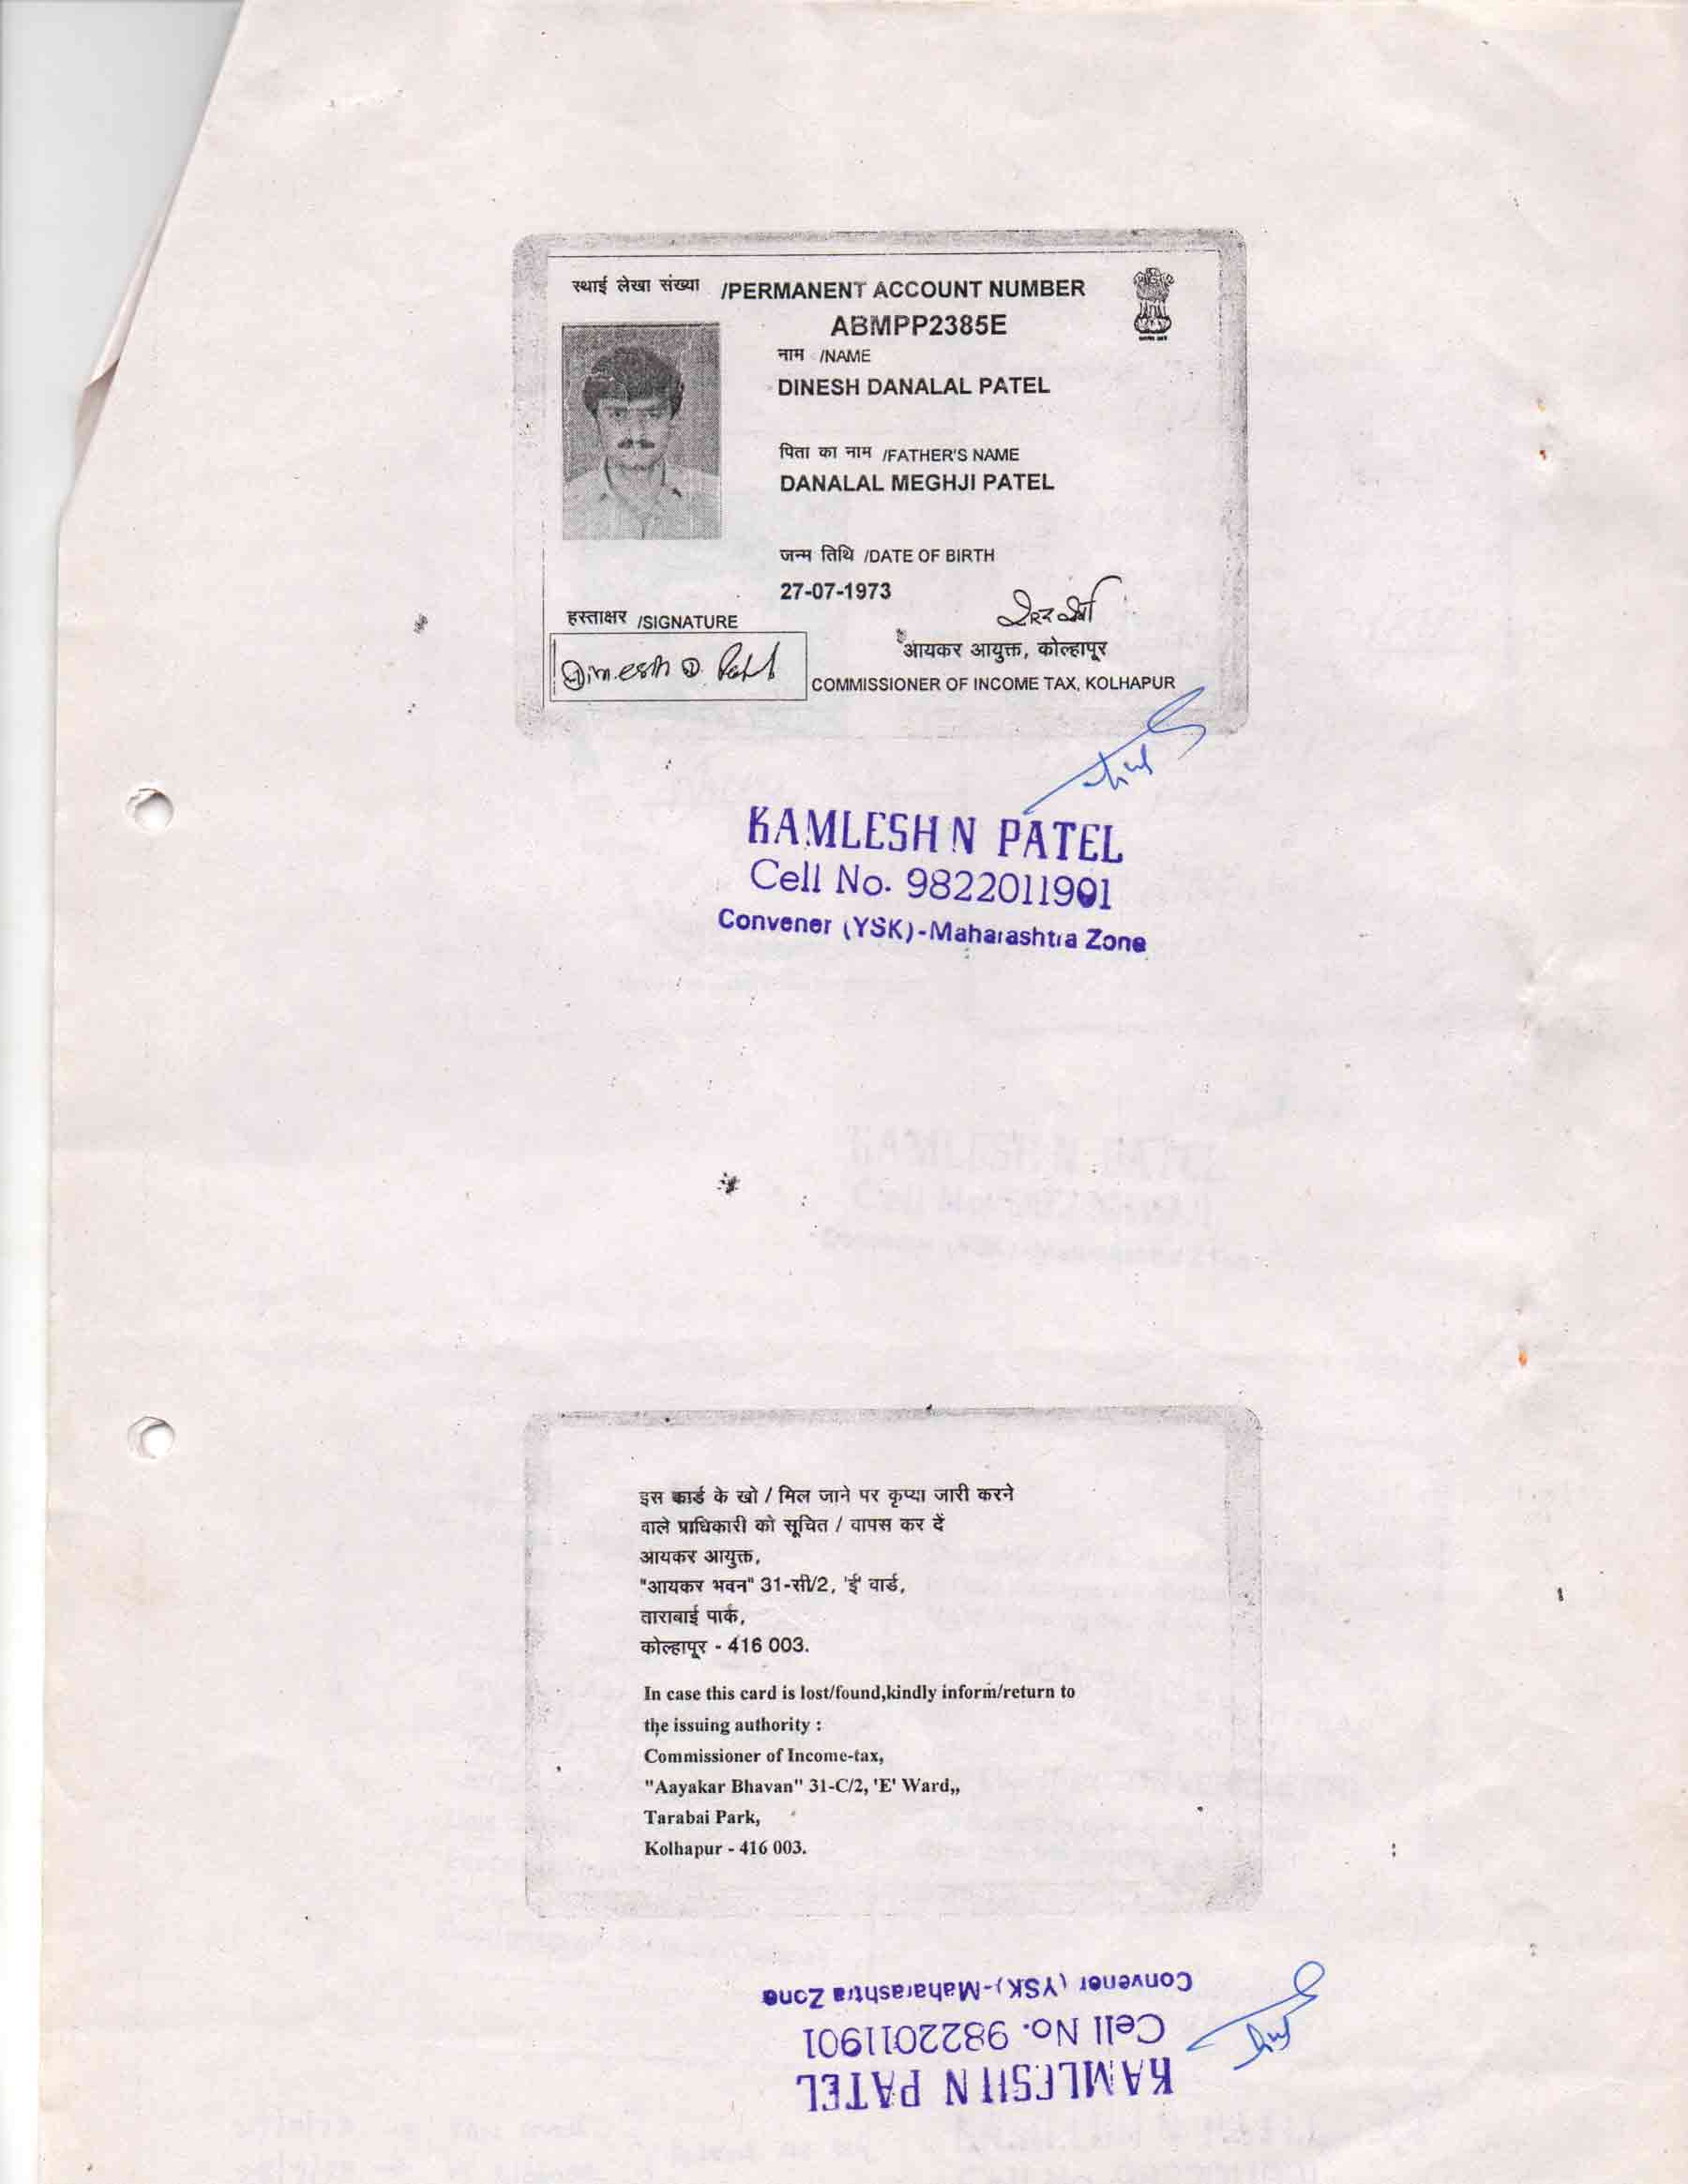 स्थाई लेखा संख्या /PERMANENT ACCOUNT NUMBER
ABMPP2385E
नाम /NAME
DINESH DANALAL PATEL
पिता का नाम /FATHER'S NAME
DANALAL MEGHJI PATEL
जन्म तिथि /DATE OF BIRTH
27-07-1973
हस्ताक्षर /SIGNATURE
Dinesh D. Patel
आयकर आयुक्त, कोल्हापूर
COMMISSIONER OF INCOME TAX, KOLHAPUR
KAMLESH N PATEL
Cell No. 9822011901
Convener (YSK)-Maharashtra Zone
इस कार्ड के खो / मिल जाने पर कृप्या जारी करने
वाले प्राधिकारी को सूचित / वापस कर दें
आयकर आयुक्त,
"आयकर भवन" 31-सी/2, 'ई' वार्ड,
ताराबाई पार्क,
कोल्हापूर - 416 003.
In case this card is lost/found,kindly inform/return to
the issuing authority :
Commissioner of Income-tax,
"Aayakar Bhavan" 31-C/2, 'E' Ward,,
Tarabai Park,
Kolhapur - 416 003.
KAMLESH N PATEL
Cell No. 9822011901
Convener (YSK)-Maharashtra Zone